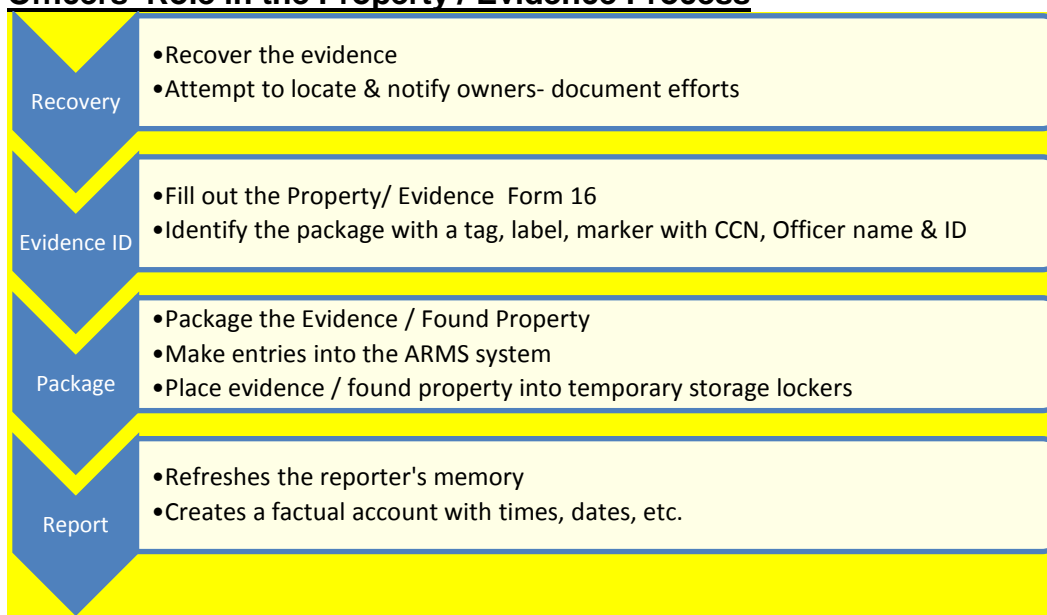 Officers' Role in the Property / Evidence Process
Recovery
•Recover the evidence
•Attempt to locate & notify owners- document efforts
Evidence ID
•Fill out the Property/ Evidence Form 16
•Identify the package with a tag, label, marker with CCN, Officer name & ID
Package
•Package the Evidence / Found Property
•Make entries into the ARMS system
•Place evidence / found property into temporary storage lockers
Report
•Refreshes the reporter's memory
•Creates a factual account with times, dates, etc.